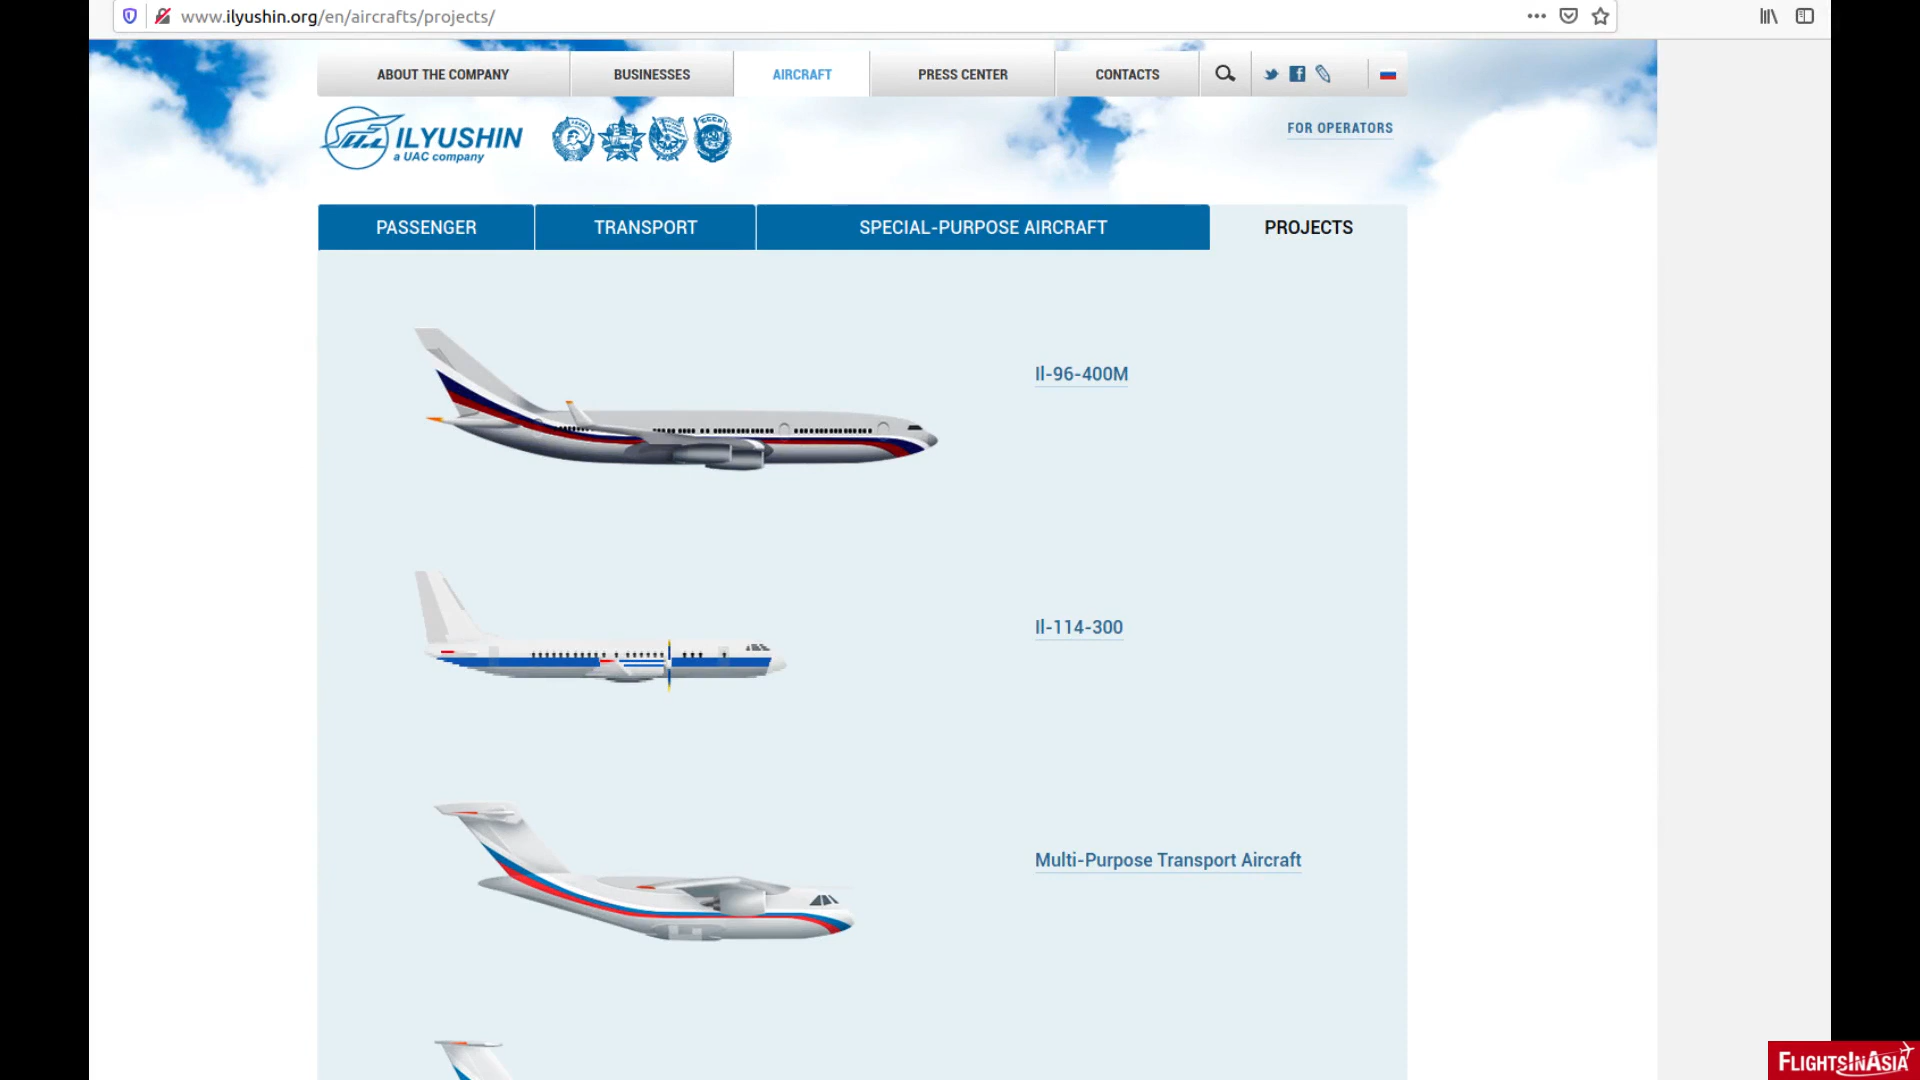 www.ilyushin.org/en/aircrafts/projects/
ABOUT THE COMPANY
BUSINESSES
AIRCRAFT
PRESS CENTER
CONTACTS
ILYUSHIN
a UAC company
FOR OPERATORS
PASSENGER
TRANSPORT
SPECIAL-PURPOSE AIRCRAFT
PROJECTS
Il-96-400M
Il-114-300
Multi-Purpose Transport Aircraft
FLIGHTSINASIA